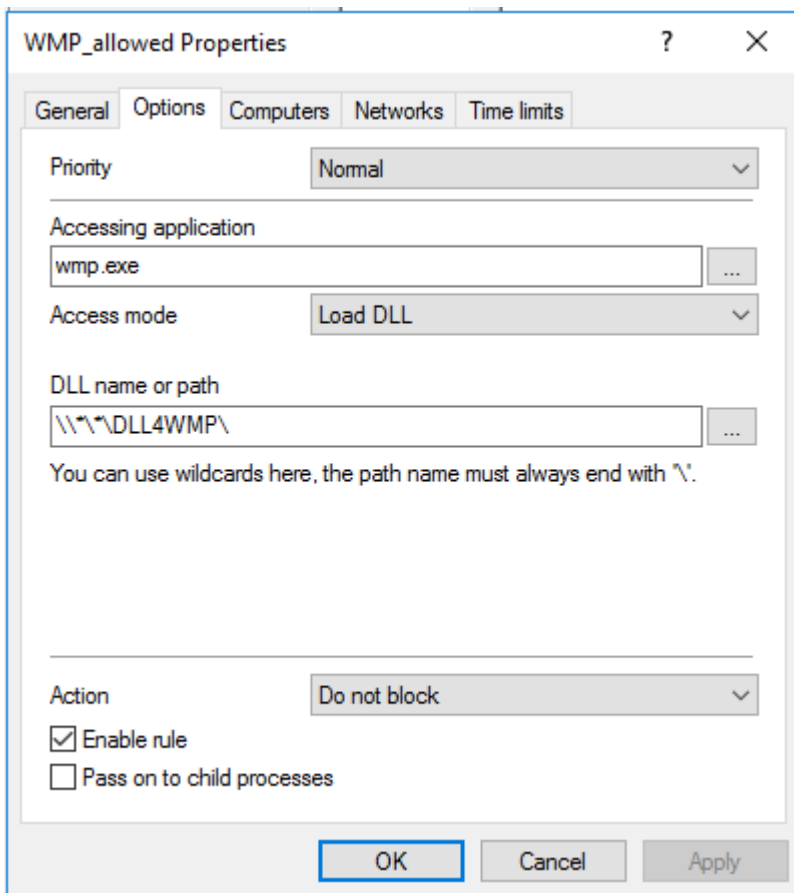 WMP_allowed Properties ? ×
General Options Computers Networks Time limits
Priority Normal
Accessing application
wmp.exe ...
Access mode Load DLL
DLL name or path
\\*\*\DLL4WMP\ ...
You can use wildcards here, the path name must always end with '\'.
Action Do not block
Enable rule
Pass on to child processes
OK Cancel Apply